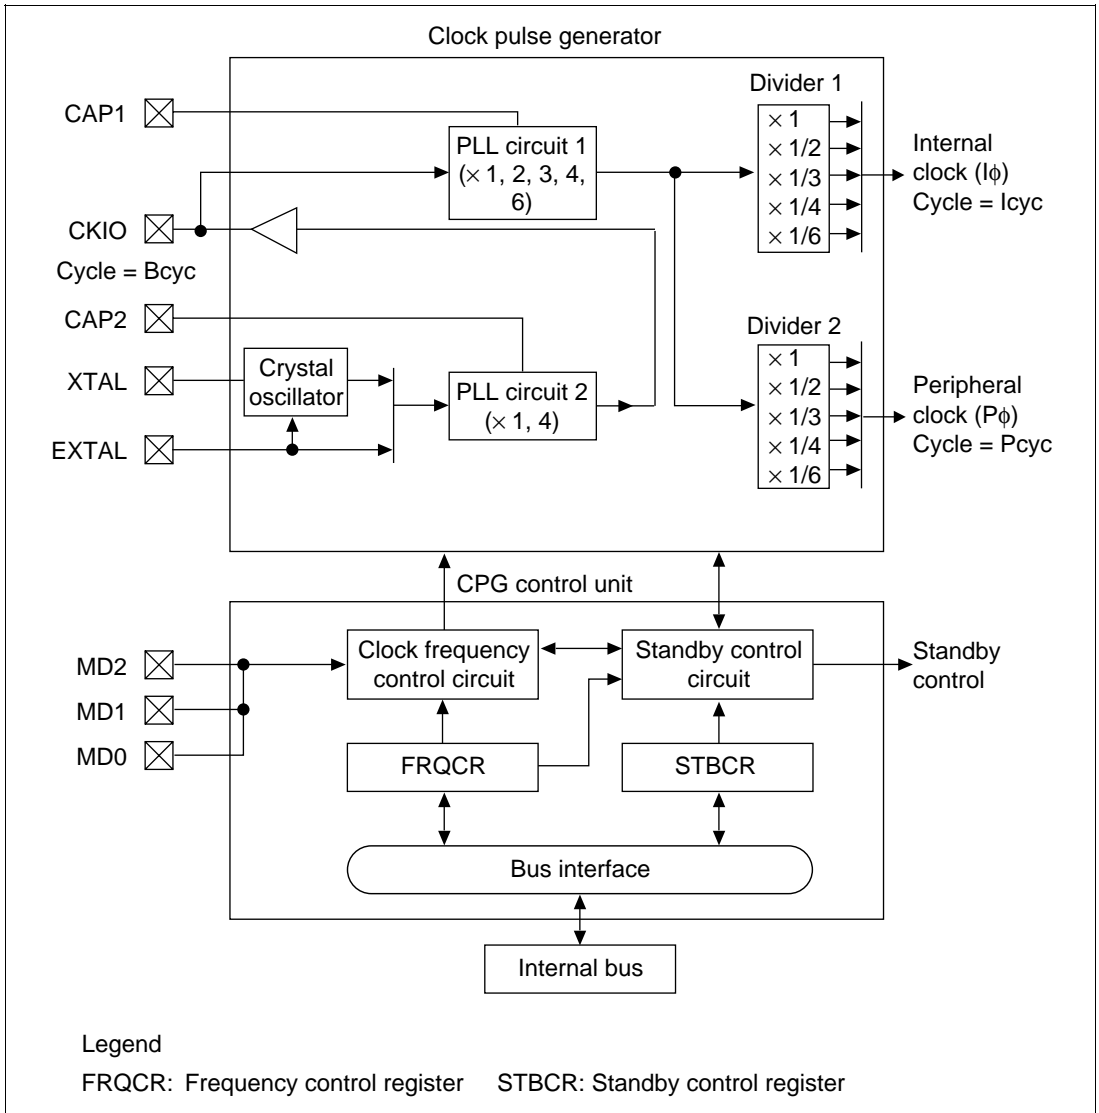 Clock pulse generator
CAP1
CKIO
Cycle = Bcyc
CAP2
XTAL
EXTAL
PLL circuit 1
(× 1, 2, 3, 4,
6)
Crystal
oscillator
PLL circuit 2
(× 1, 4)
Divider 1
× 1
× 1/2
× 1/3
× 1/4
× 1/6
Internal
clock (Iϕ)
Cycle = Icyc
Divider 2
× 1
× 1/2
× 1/3
× 1/4
× 1/6
Peripheral
clock (Pϕ)
Cycle = Pcyc
CPG control unit
MD2
MD1
MD0
Clock frequency
control circuit
Standby control
circuit
Standby
control
FRQCR
STBCR
Bus interface
Internal bus
Legend
FRQCR: Frequency control register STBCR: Standby control register